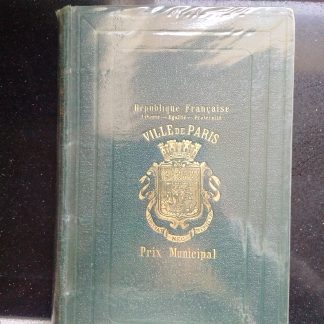 République Française
Liberté — Égalité — Fraternité
VILLE DE PARIS
Prix Municipal